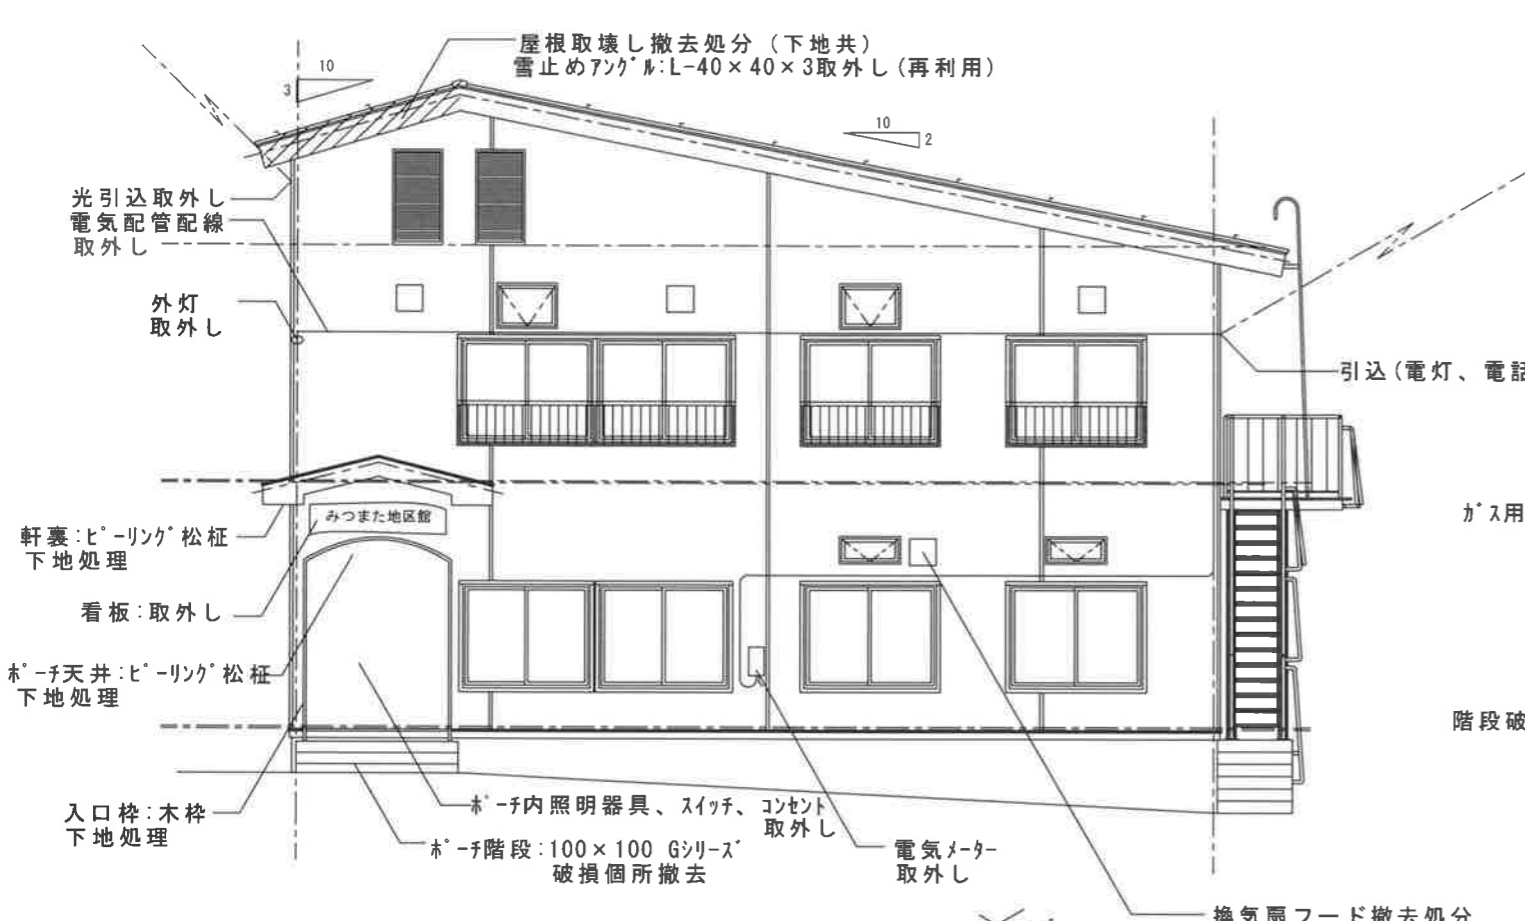 屋根取壊し撤去処分（下地共）
雪止めｱﾝｸﾞﾙ:L-40×40×3取外し(再利用)
10
3
10
2
光引込取外し
電気配管配線
取外し
外灯
取外し
引込(電灯、電話
みつまた地区館
軒裏:ﾋﾟｰﾘﾝｸﾞ松柾
下地処理
ｶﾞｽ用
看板:取外し
ﾎﾟｰﾁ天井:ﾋﾟｰﾘﾝｸﾞ松柾
下地処理
階段破
入口枠:木枠
下地処理
ﾎﾟｰﾁ内照明器具、ｽｲｯﾁ、ｺﾝｾﾝﾄ
取外し
ﾎﾟｰﾁ階段:100×100 Gｼﾘｰｽﾞ
破損個所撤去
電気ﾒｰﾀｰ
取外し
換気扇フード撤去処分